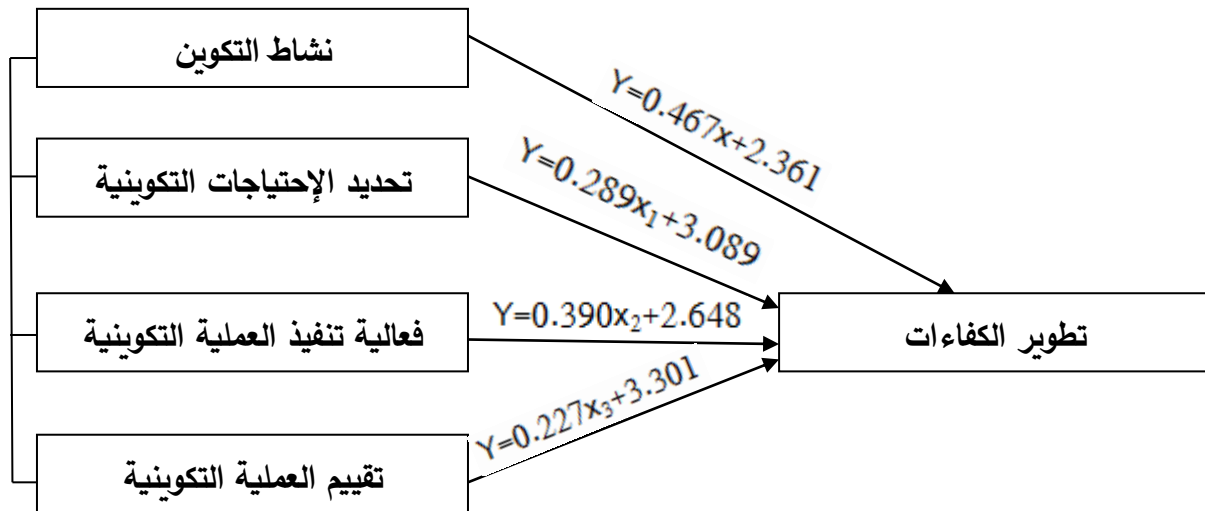 نشاط التكوين
Y=0.467x+2.361
تحديد الإحتياجات التكوينية
Y=0.289x₁+3.089
فعالية تنفيذ العملية التكوينية
Y=0.390x₂+2.648
تطوير الكفاءات
Y=0.227x₃+3.301
تقييم العملية التكوينية